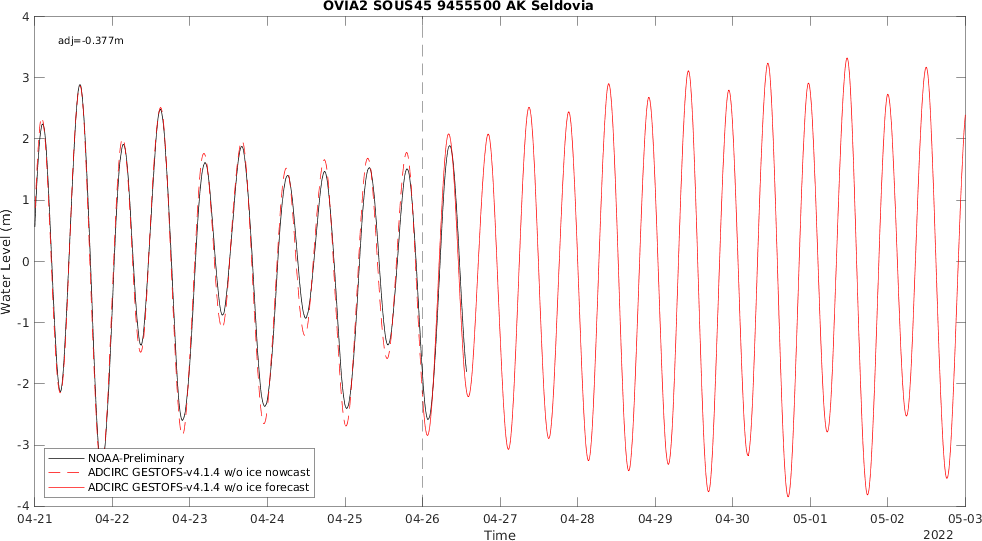 OVIA2 SOUS45 9455500 AK Seldovia
adj=-0.377m
4
3
2
1
0
-1
-2
-3
-4
Water Level (m)
NOAA-Preliminary
ADCIRC GESTOFS-v4.1.4 w/o ice nowcast
ADCIRC GESTOFS-v4.1.4 w/o ice forecast
04-21 04-22 04-23 04-24 04-25 04-26 04-27 04-28 04-29 04-30 05-01 05-02 05-03
Time
2022